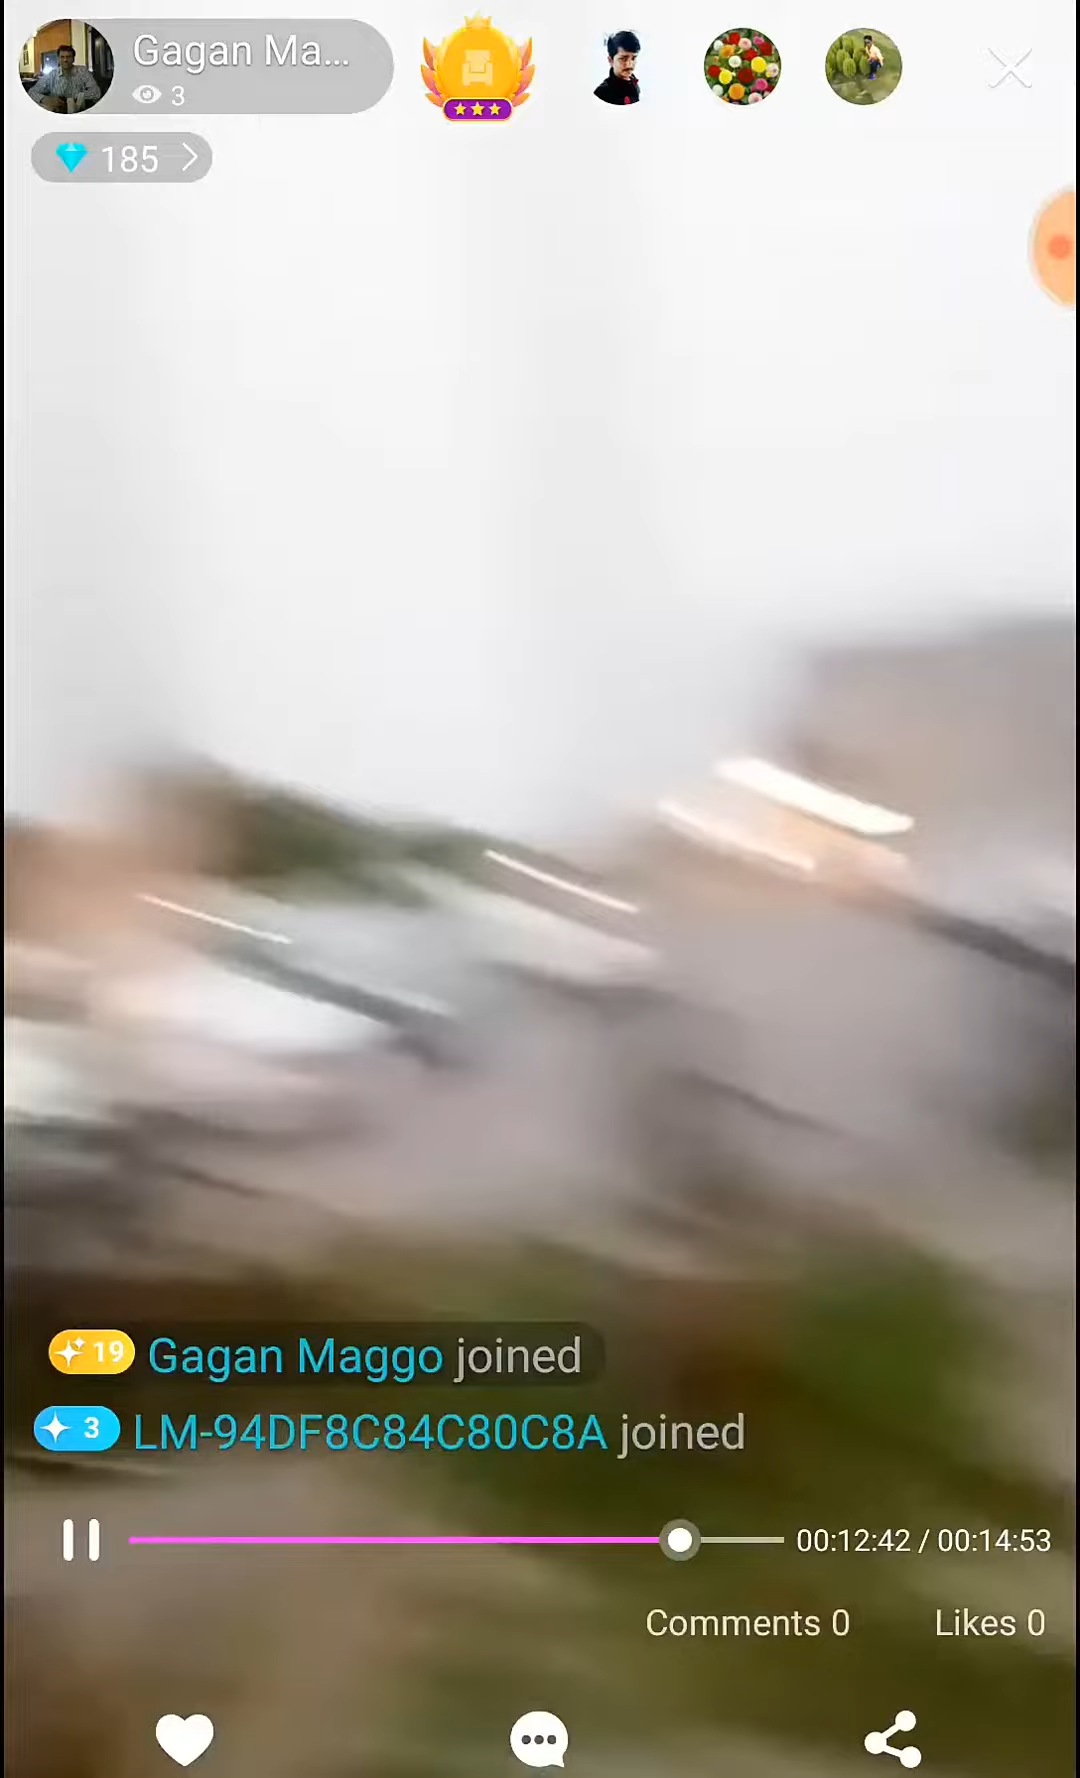 Gagan Ma...
3
185
19 Gagan Maggo joined
3 LM-94DF8C84C80C8A joined
00:12:42 / 00:14:53
Comments 0 Likes 0